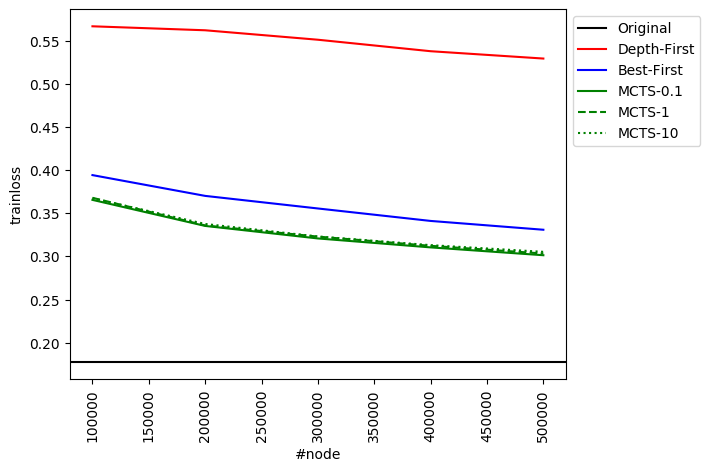 0.55
0.50
0.45
0.40
0.35
0.30
0.25
0.20
trainloss
100000
150000
200000
250000
300000
350000
400000
450000
500000
#node
Original
Depth-First
Best-First
MCTS-0.1
MCTS-1
MCTS-10